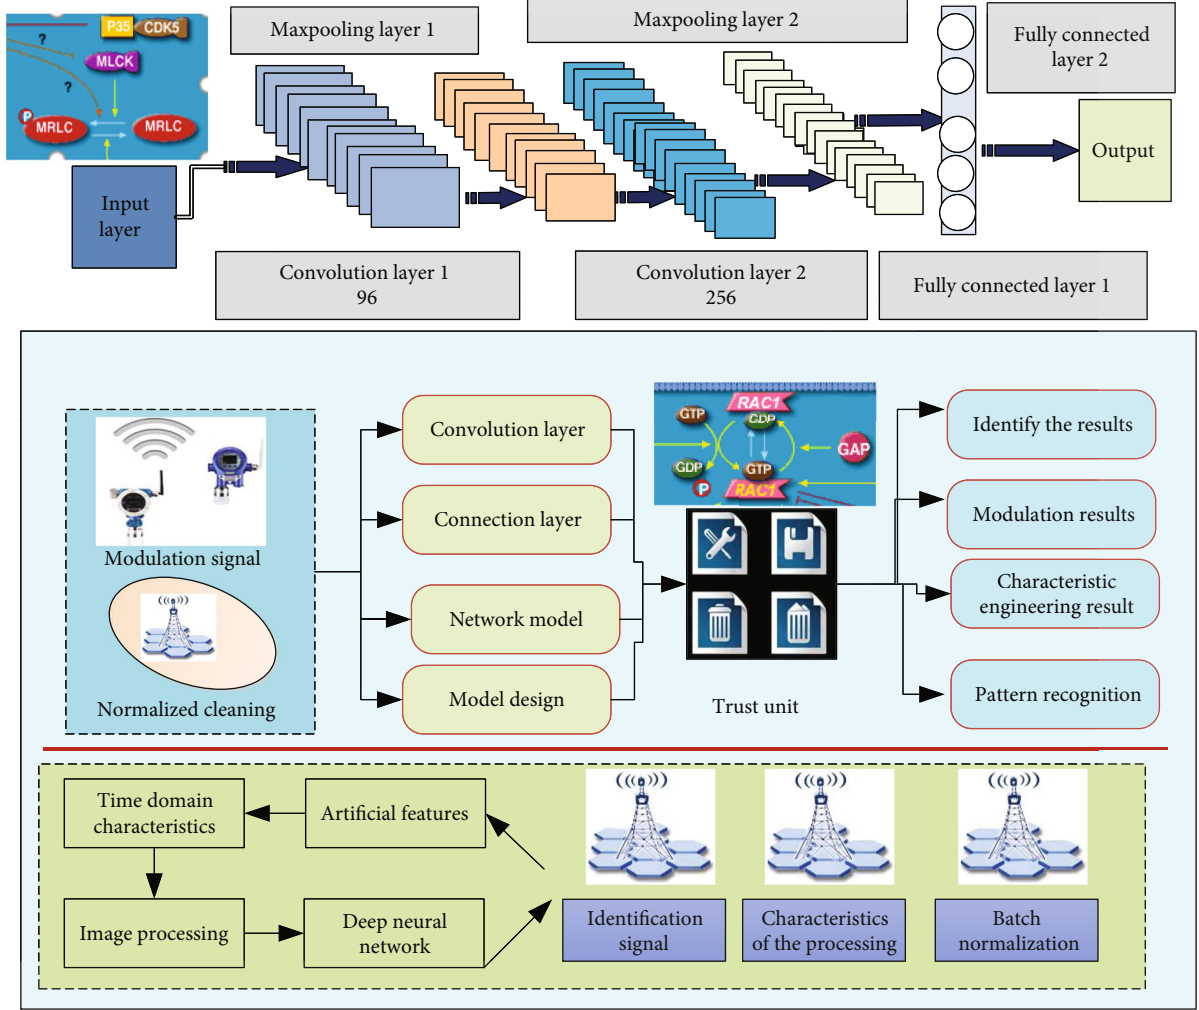 P35
CDK5
?
MLCK
?
P
MRLC
MRLC
Maxpooling layer 1
Maxpooling layer 2
Fully connected
layer 2
Input
layer
Output
Convolution layer 1
96
Convolution layer 2
256
Fully connected layer 1
Modulation signal
Normalized cleaning
Convolution layer
Connection layer
Network model
Model design
RAC1
GTP
GDP
GAP
GDP
GTP
P
RAC1
Trust unit
Identify the results
Modulation results
Characteristic
engineering result
Pattern recognition
Time domain
characteristics
Artificial features
Image processing
Deep neural
network
Identification
signal
Characteristics
of the processing
Batch
normalization